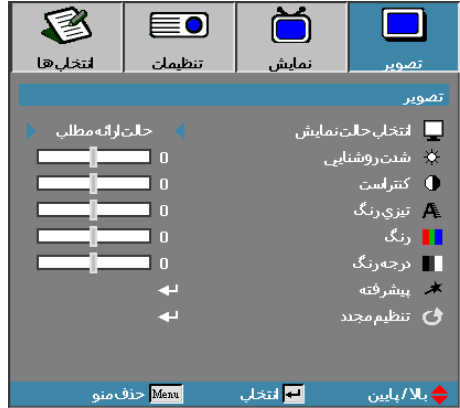 تصویر نمایش تنظیمات انتخاب‌ها
تصویر
انتخاب حالت نمایش حالت ارائه مطلب
شدت روشنایی 0
کنتراست 0
تیزی رنگ 0
رنگ 0
درجه رنگ 0
پیشرفته
تنظیم مجدد
بالا/پایین انتخاب Menu حذف منو